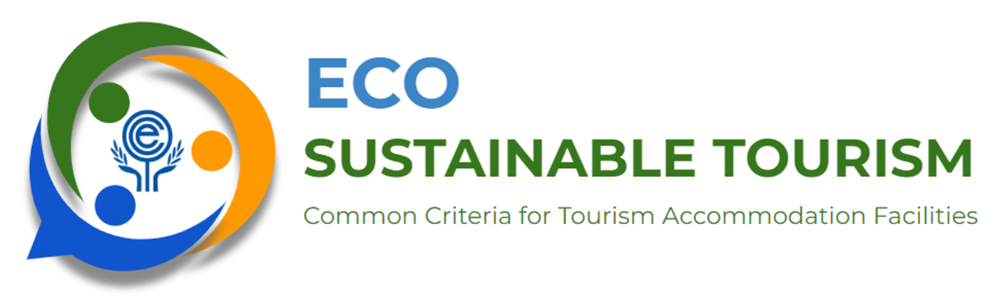 ECO
SUSTAINABLE TOURISM
Common Criteria for Tourism Accommodation Facilities